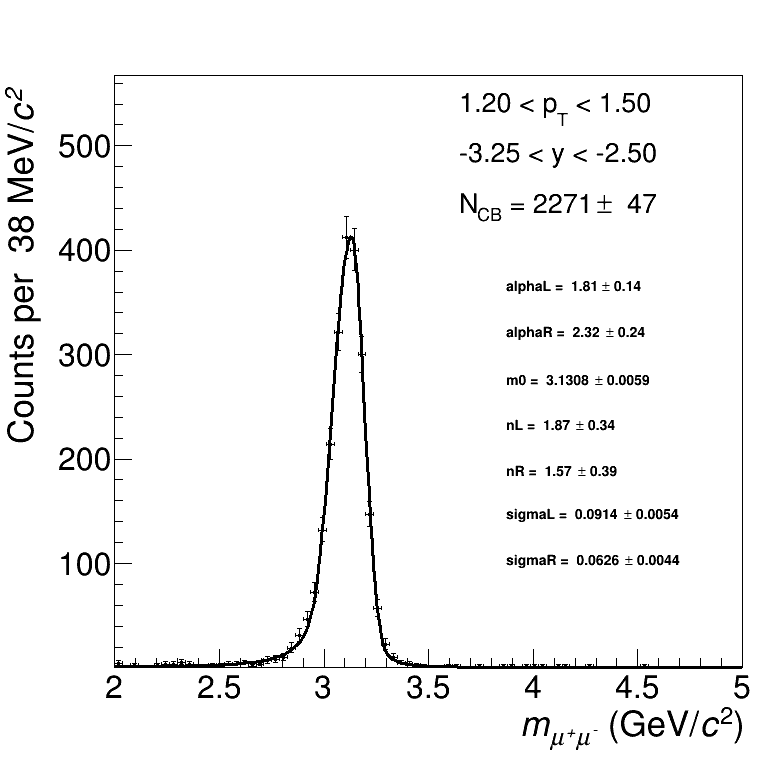 1.20 < p_T < 1.50
-3.25 < y < -2.50
N_CB = 2271 ± 47
alphaL = 1.81 ± 0.14
alphaR = 2.32 ± 0.24
m0 = 3.1308 ± 0.0059
nL = 1.87 ± 0.34
nR = 1.57 ± 0.39
sigmaL = 0.0914 ± 0.0054
sigmaR = 0.0626 ± 0.0044
Counts per 38 MeV/c²
500
400
300
200
100
2 2.5 3 3.5 4 4.5 5
m_μ⁺μ⁻ (GeV/c²)